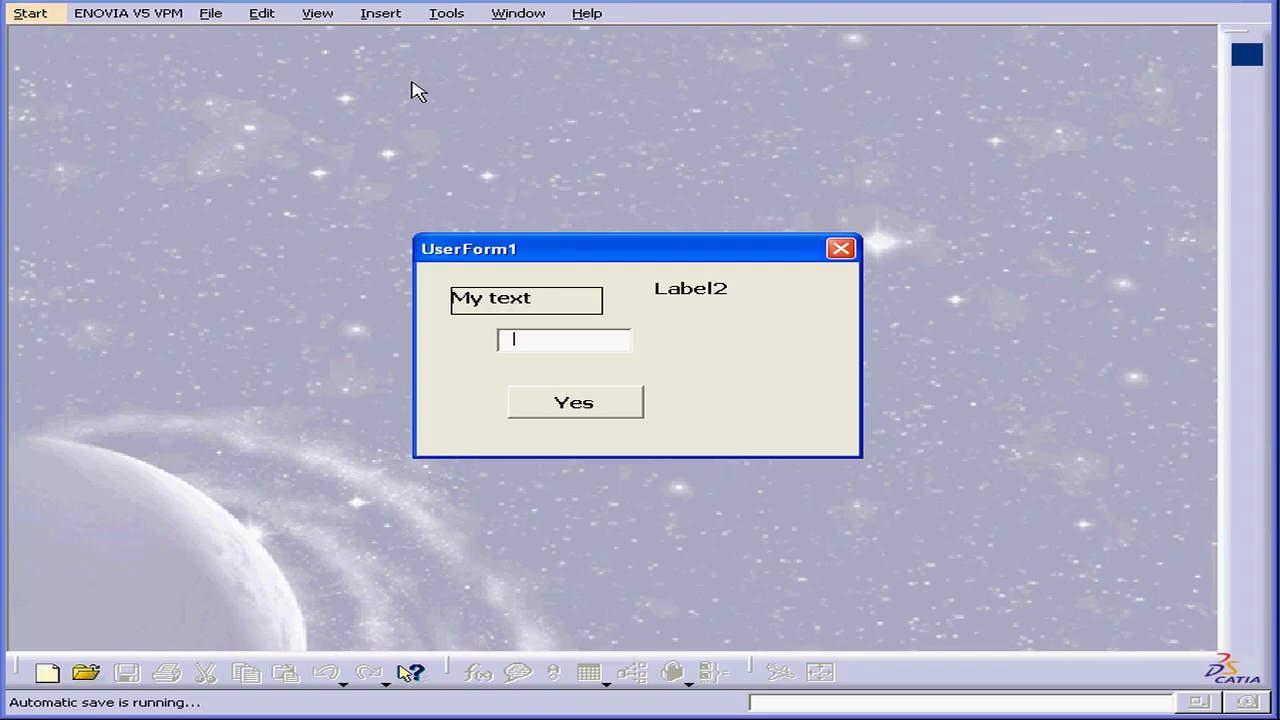 Start ENOVIA V5 VPM File Edit View Insert Tools Window Help
UserForm1
My text
Label2
Yes
DS CATIA
Automatic save is running...